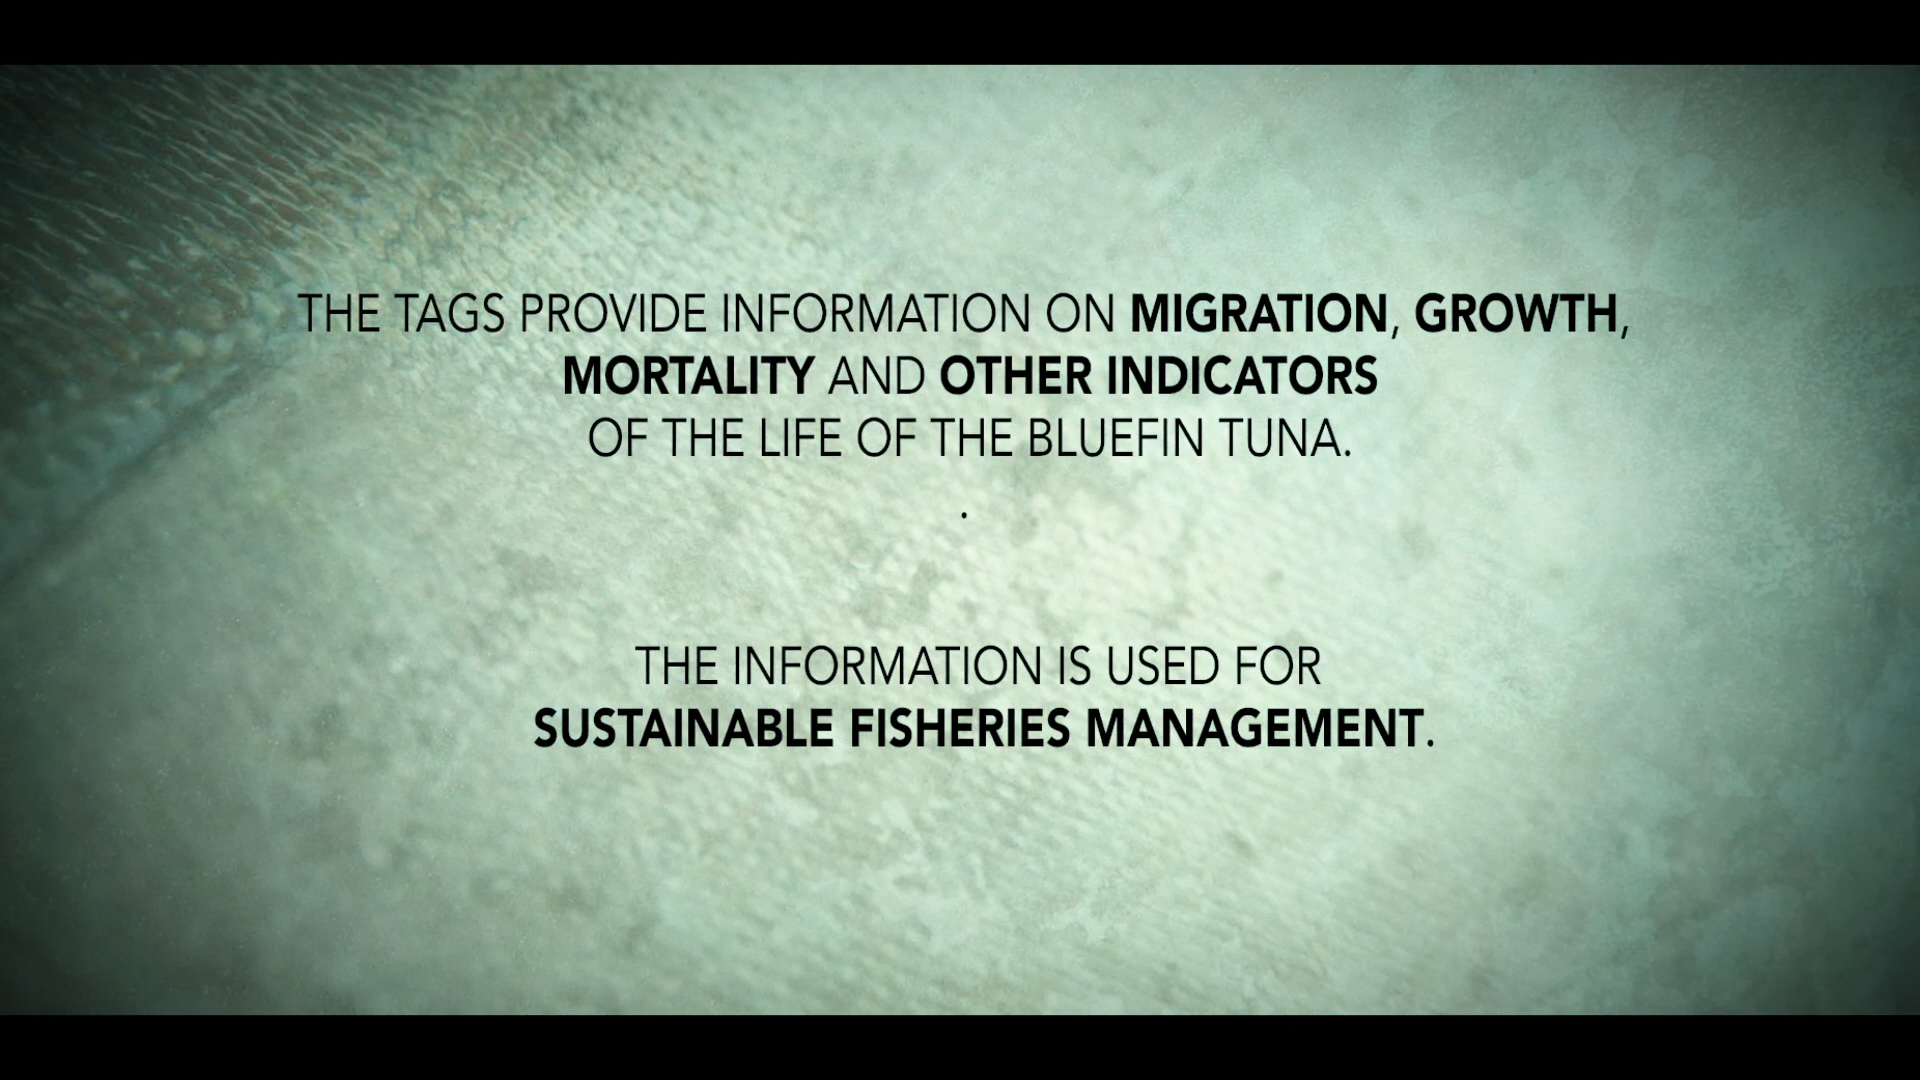 THE TAGS PROVIDE INFORMATION ON MIGRATION, GROWTH,
MORTALITY AND OTHER INDICATORS
OF THE LIFE OF THE BLUEFIN TUNA.
.
THE INFORMATION IS USED FOR
SUSTAINABLE FISHERIES MANAGEMENT.